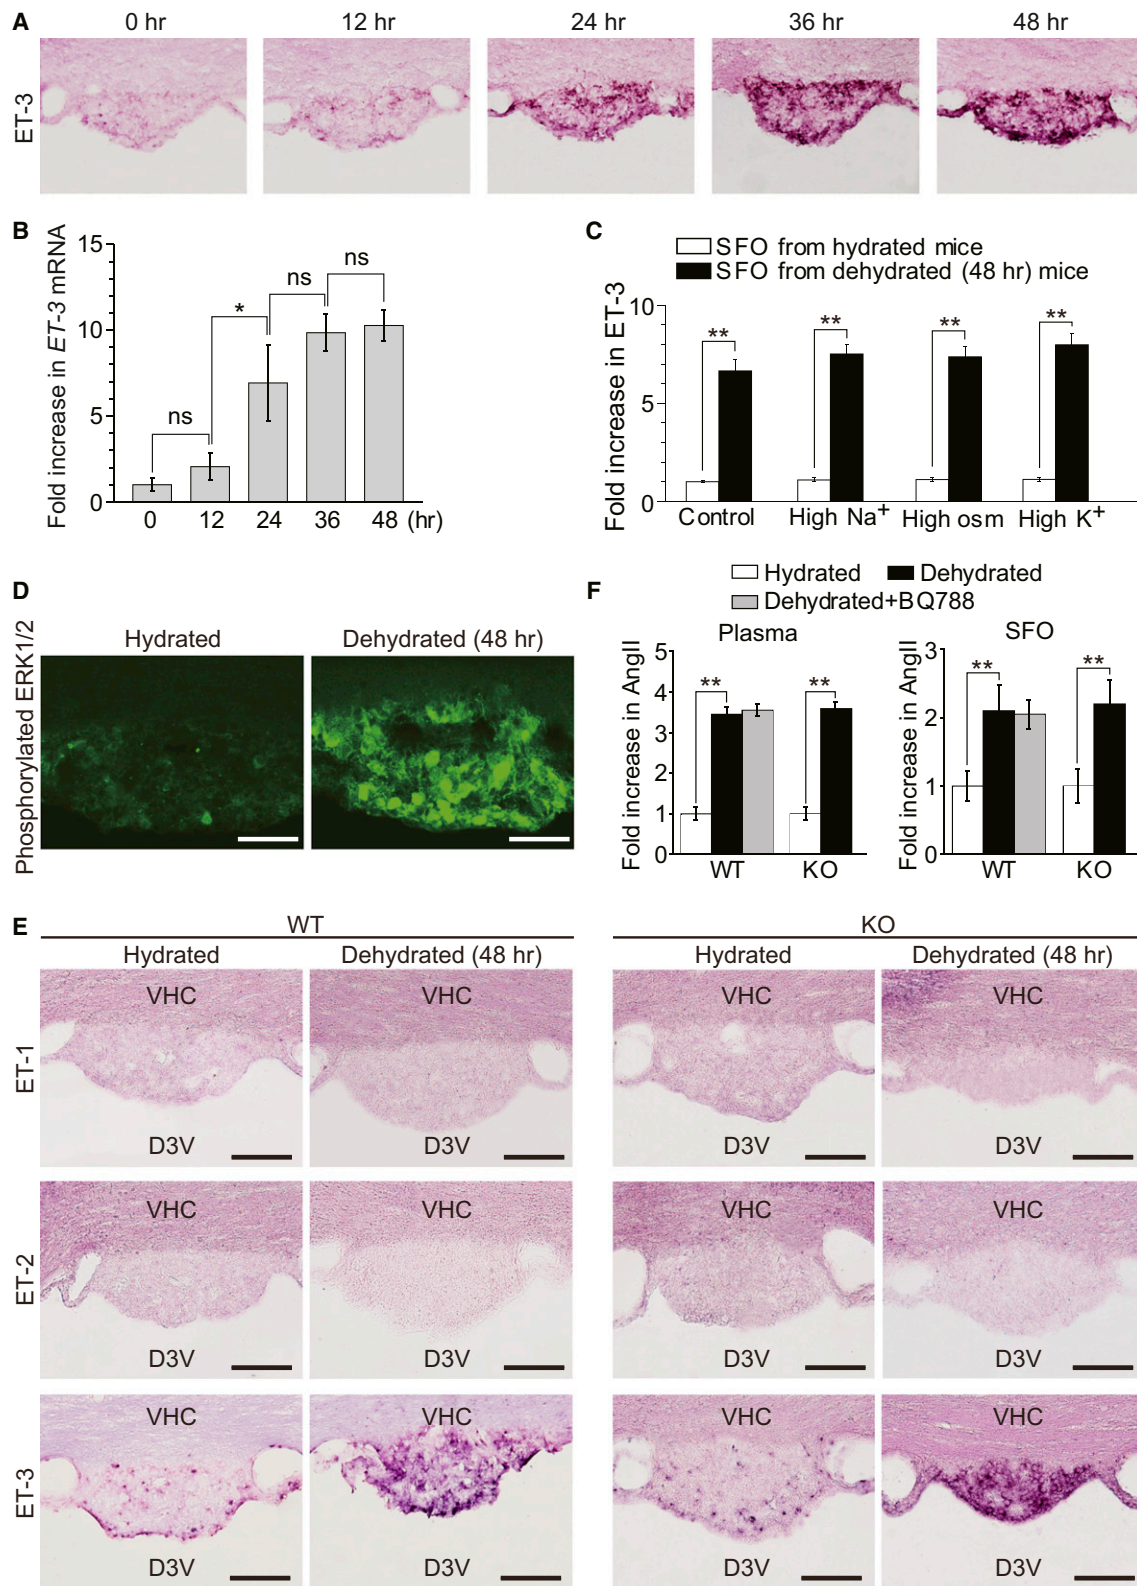 A
0 hr
12 hr
24 hr
36 hr
48 hr
ET-3
B
Fold increase in ET-3 mRNA
15
10
5
0
ns
*
ns
ns
0 12 24 36 48 (hr)
C
SFO from hydrated mice
SFO from dehydrated (48 hr) mice
Fold increase in ET-3
10
5
0
** ** ** **
Control High Na+ High osm High K+
D
Hydrated
Dehydrated (48 hr)
Phosphorylated ERK1/2
F
Hydrated
Dehydrated
Dehydrated+BQ788
Plasma
Fold increase in AngII
5
4
3
2
1
0
** **
WT KO
SFO
Fold increase in AngII
3
2
1
0
** **
WT KO
E
WT
KO
Hydrated
Dehydrated (48 hr)
Hydrated
Dehydrated (48 hr)
ET-1
VHC VHC VHC VHC
D3V D3V D3V D3V
ET-2
VHC VHC VHC VHC
D3V D3V D3V D3V
ET-3
VHC VHC VHC VHC
D3V D3V D3V D3V